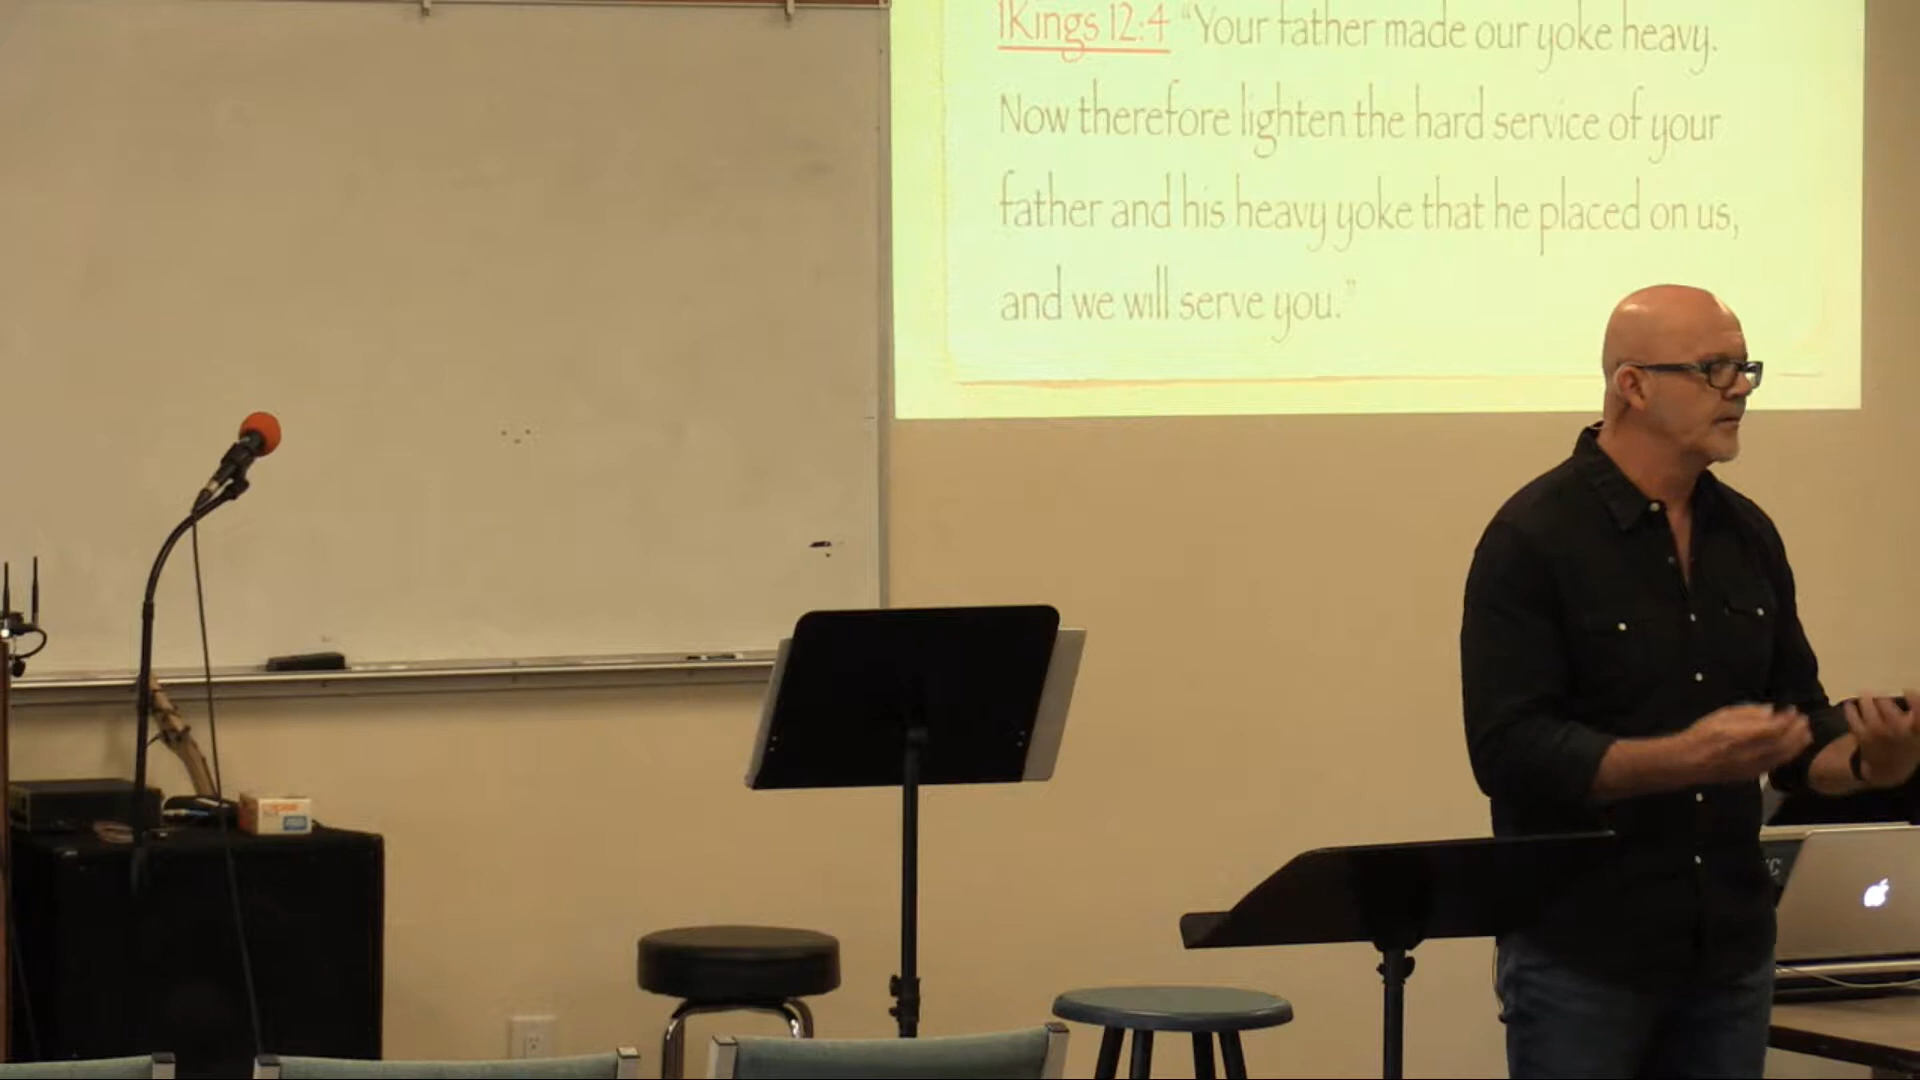 1Kings 12:4 “Your father made our yoke heavy.
Now therefore lighten the hard service of your
father and his heavy yoke that he placed on us,
and we will serve you.”